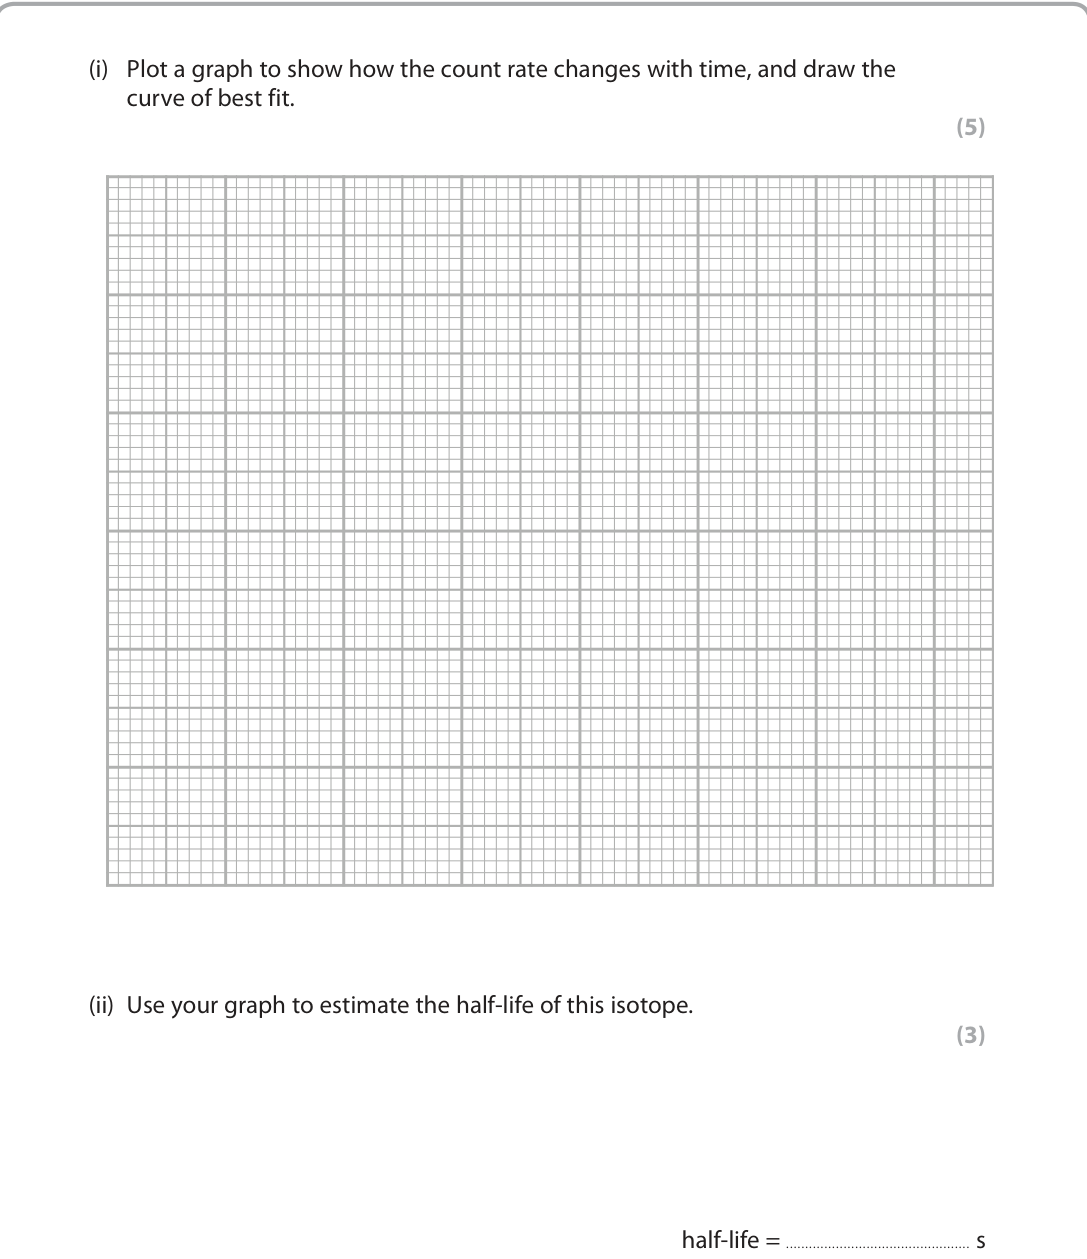 (i) Plot a graph to show how the count rate changes with time, and draw the
curve of best fit.
(5)
(ii) Use your graph to estimate the half-life of this isotope.
(3)
half-life = ................................................ s